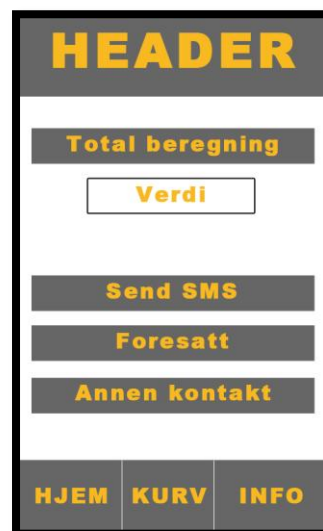 HEADER
Total beregning
Verdi
Send SMS
Foresatt
Annen kontakt
HJEM KURV INFO